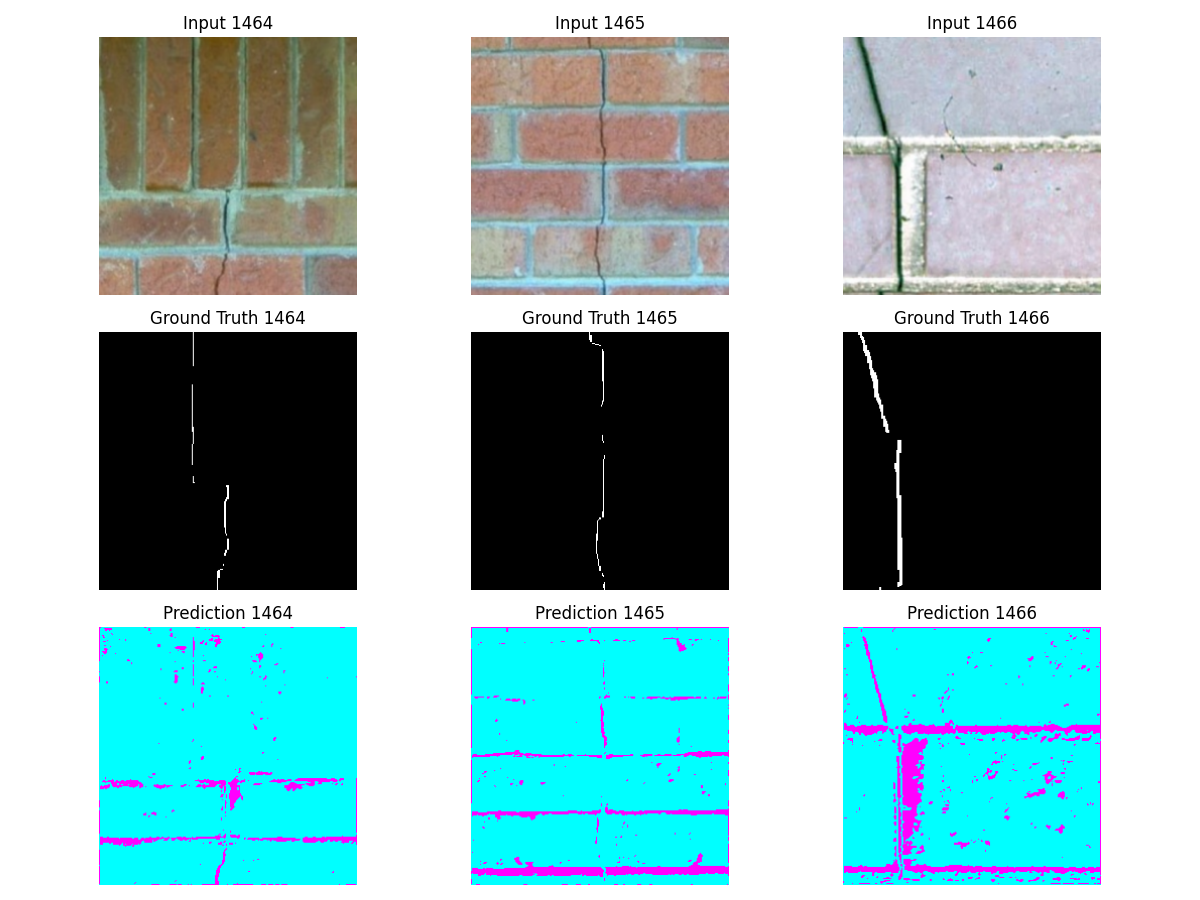 Input 1464
Input 1465
Input 1466
Ground Truth 1464
Ground Truth 1465
Ground Truth 1466
Prediction 1464
Prediction 1465
Prediction 1466